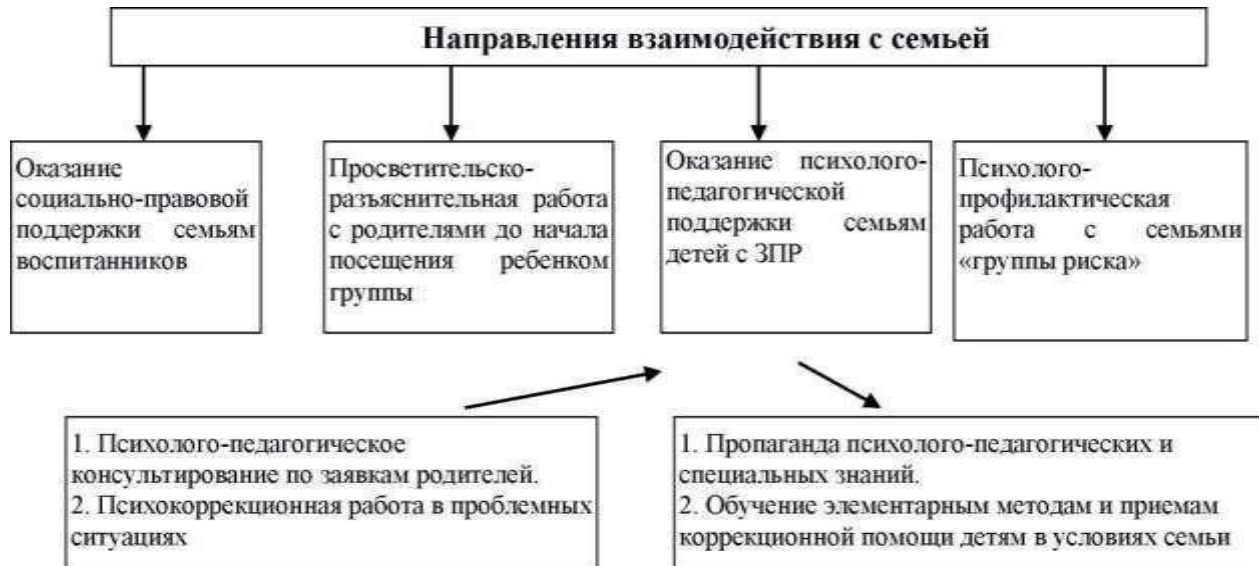 Направления взаимодействия с семьей
Оказание
социально-правовой
поддержки семьям
воспитанников
Просветительско-
разъяснительная работа
с родителями до начала
посещения ребенком
группы
Оказание психолого-
педагогической
поддержки семьям
детей с ЗПР
Психолого-
профилактическая
работа с семьями
«группы риска»
1. Психолого-педагогическое
консультирование по заявкам родителей.
2. Психокоррекционная работа в проблемных
ситуациях
1. Пропаганда психолого-педагогических и
специальных знаний.
2. Обучение элементарным методам и приемам
коррекционной помощи детям в условиях семьи